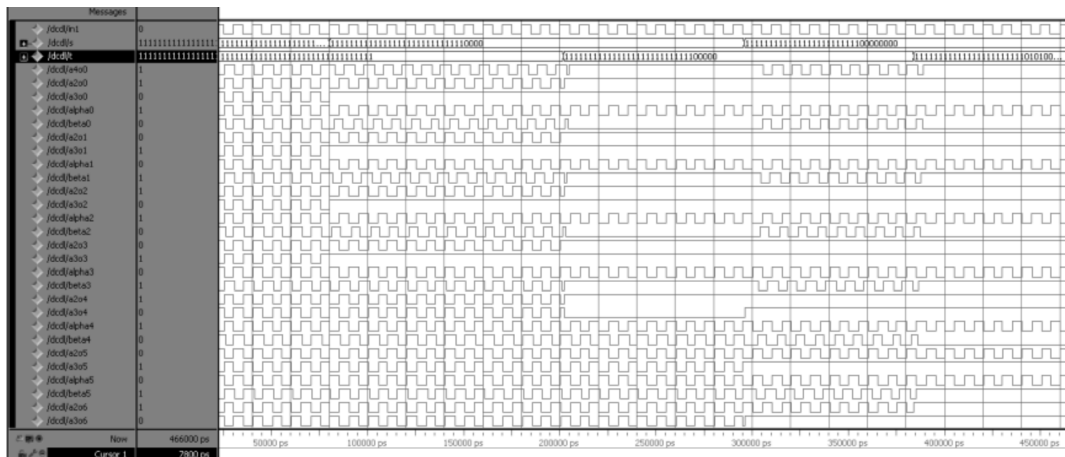 Messages
/dcdl/in1 0
/dcdl/s
/dcdl/t
/dcdl/a4o0 1
/dcdl/a2o0 1
/dcdl/a3o0 0
/dcdl/alpha0 1
/dcdl/beta0 0
/dcdl/a2o1 0
/dcdl/a3o1 1
/dcdl/alpha1 0
/dcdl/beta1 1
/dcdl/a2o2 1
/dcdl/a3o2 0
/dcdl/alpha2 1
/dcdl/beta2 0
/dcdl/a2o3 0
/dcdl/a3o3 1
/dcdl/alpha3 0
/dcdl/beta3 1
/dcdl/a2o4 1
/dcdl/a3o4 0
/dcdl/alpha4 1
/dcdl/beta4 0
/dcdl/a2o5 0
/dcdl/a3o5 1
/dcdl/alpha5 0
/dcdl/beta5 1
/dcdl/a2o6 1
/dcdl/a3o6 0
Now 466000 ps 50000 ps 100000 ps 150000 ps 200000 ps 250000 ps 300000 ps 350000 ps 400000 ps 450000 ps
Cursor 1 7800 ps